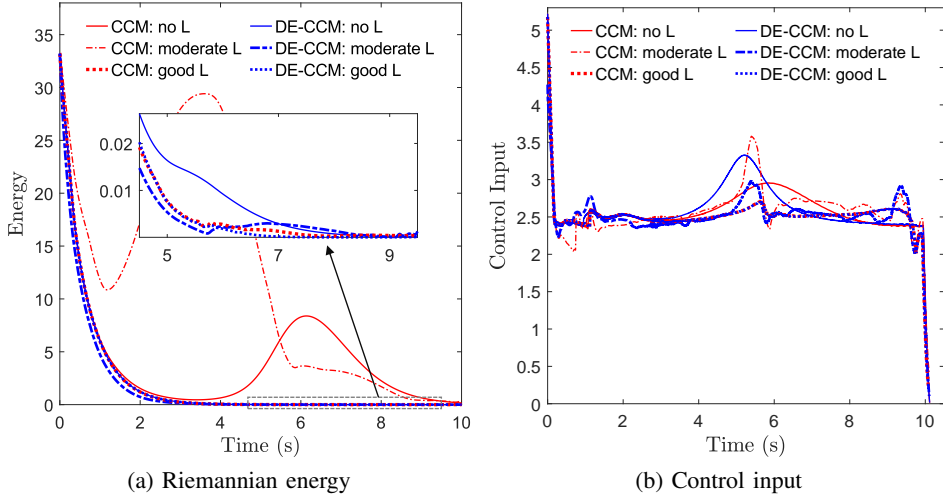 CCM: no L
CCM: moderate L
CCM: good L
DE-CCM: no L
DE-CCM: moderate L
DE-CCM: good L
35
30
25
20
15
10
5
0
Energy
0.02
0.01
5
7
9
0
2
4
6
8
10
Time (s)
(a) Riemannian energy
CCM: no L
CCM: moderate L
CCM: good L
DE-CCM: no L
DE-CCM: moderate L
DE-CCM: good L
5
4.5
4
3.5
3
2.5
2
1.5
1
0.5
0
Control Input
0
2
4
6
8
10
Time (s)
(b) Control input